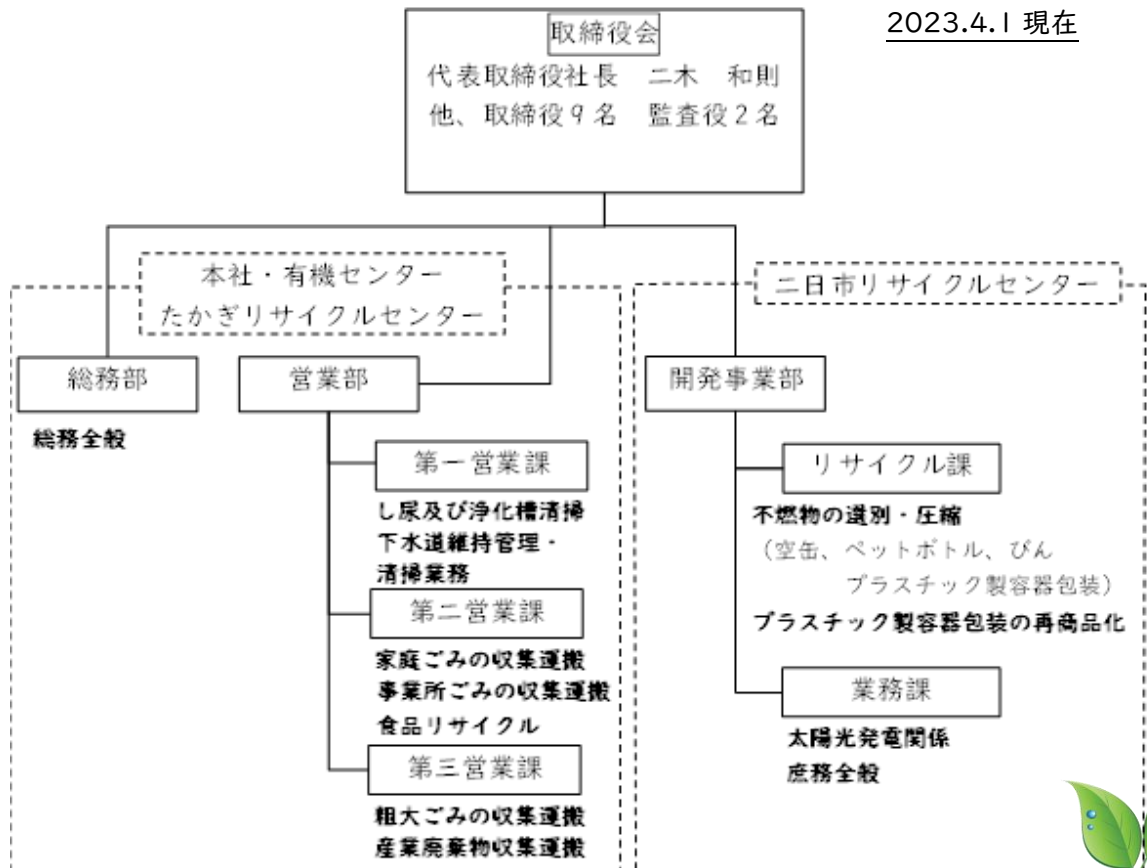 2023.4.1 現在
取締役会
代表取締役社長 二木 和則
他、取締役9名 監査役2名
本社・有機センター
たかぎリサイクルセンター
二日市リサイクルセンター
総務部
総務全般
営業部
第一営業課
し尿及び浄化槽清掃
下水道維持管理・
清掃業務
第二営業課
家庭ごみの収集運搬
事業所ごみの収集運搬
食品リサイクル
第三営業課
粗大ごみの収集運搬
産業廃棄物収集運搬
開発事業部
リサイクル課
不燃物の選別・圧縮
（空缶、ペットボトル、びん
プラスチック製容器包装）
プラスチック製容器包装の再商品化
業務課
太陽光発電関係
庶務全般